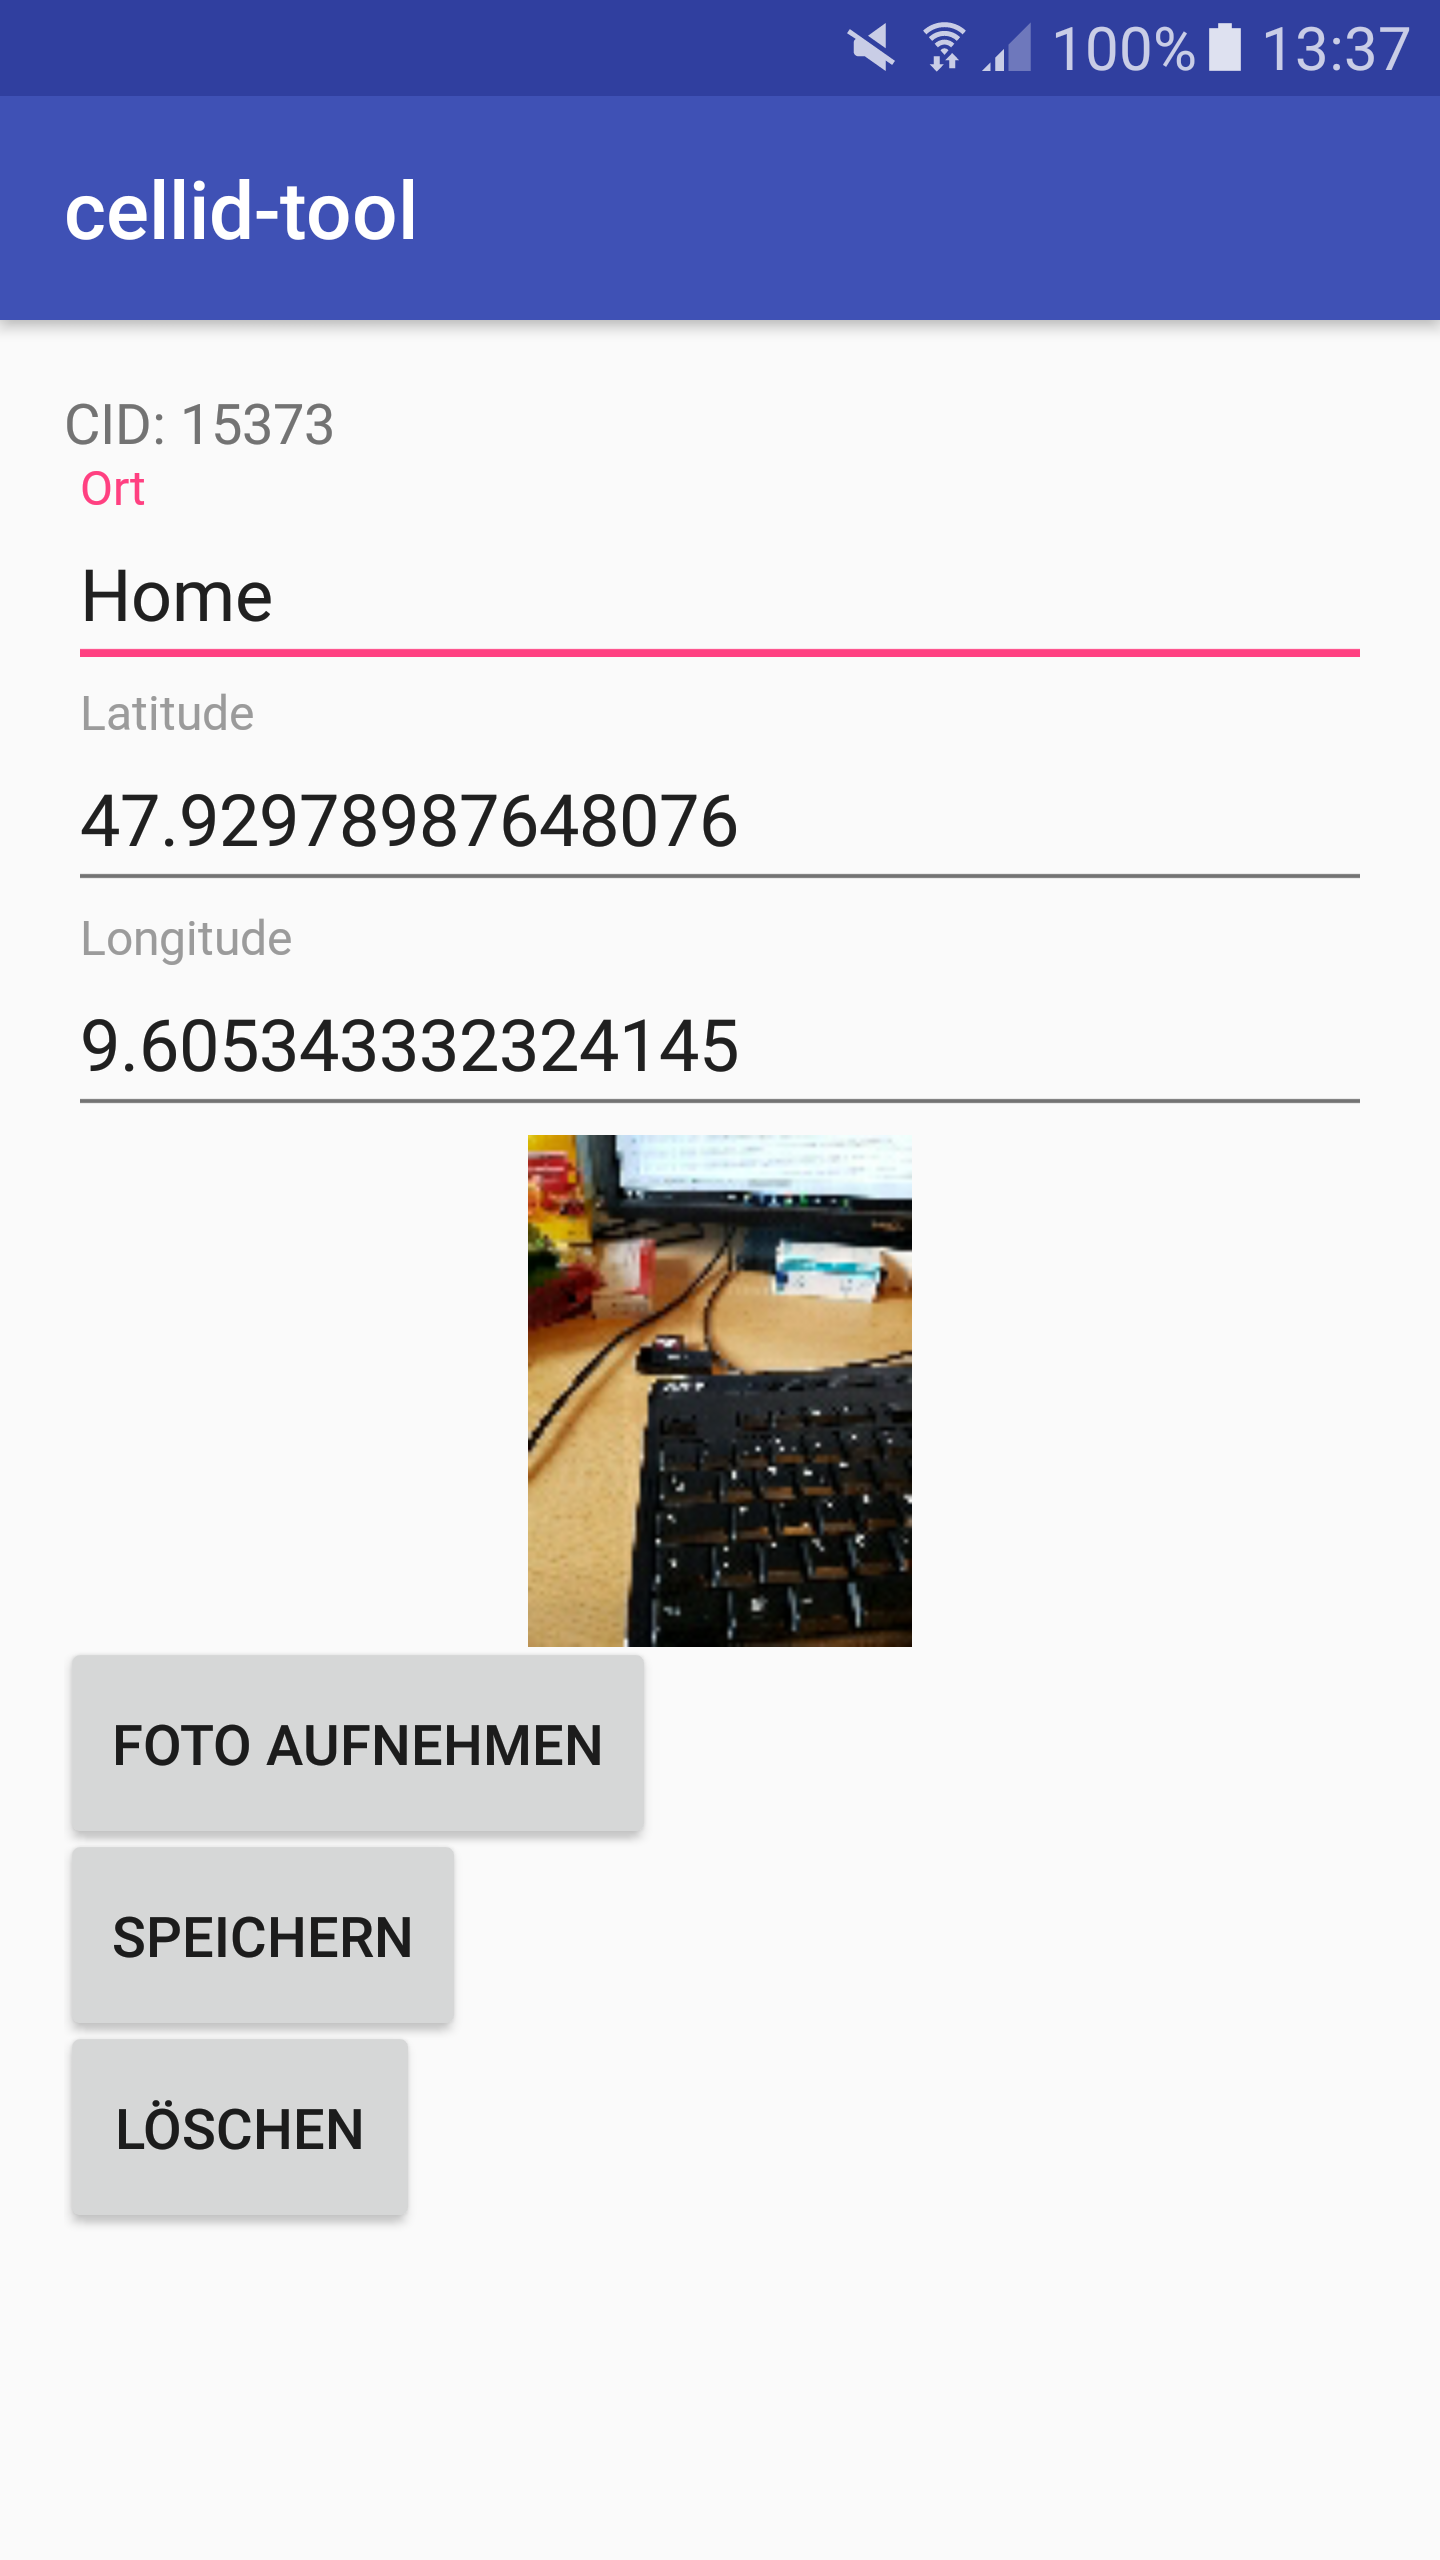 100% 13:37
cellid-tool
CID: 15373
Ort
Home
Latitude
47.92978987648076
Longitude
9.605343332324145
FOTO AUFNEHMEN
SPEICHERN
LÖSCHEN